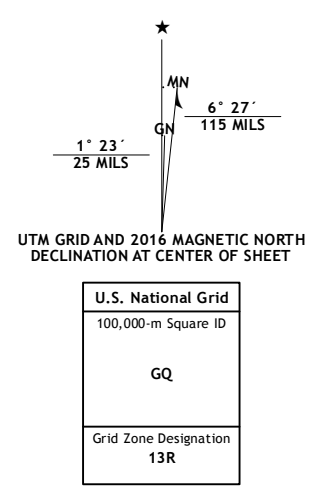 ★
MN
6° 27´
115 MILS
GN
1° 23´
25 MILS
UTM GRID AND 2016 MAGNETIC NORTH
DECLINATION AT CENTER OF SHEET
U.S. National Grid
100,000-m Square ID
GQ
Grid Zone Designation
13R